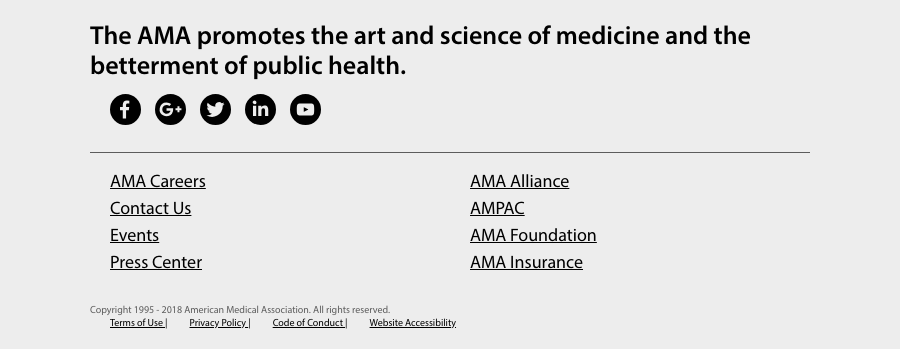 The AMA promotes the art and science of medicine and the
betterment of public health.
f G+ in
AMA Careers
Contact Us
Events
Press Center
AMA Alliance
AMPAC
AMA Foundation
AMA Insurance
Copyright 1995 - 2018 American Medical Association. All rights reserved.
Terms of Use | Privacy Policy | Code of Conduct | Website Accessibility